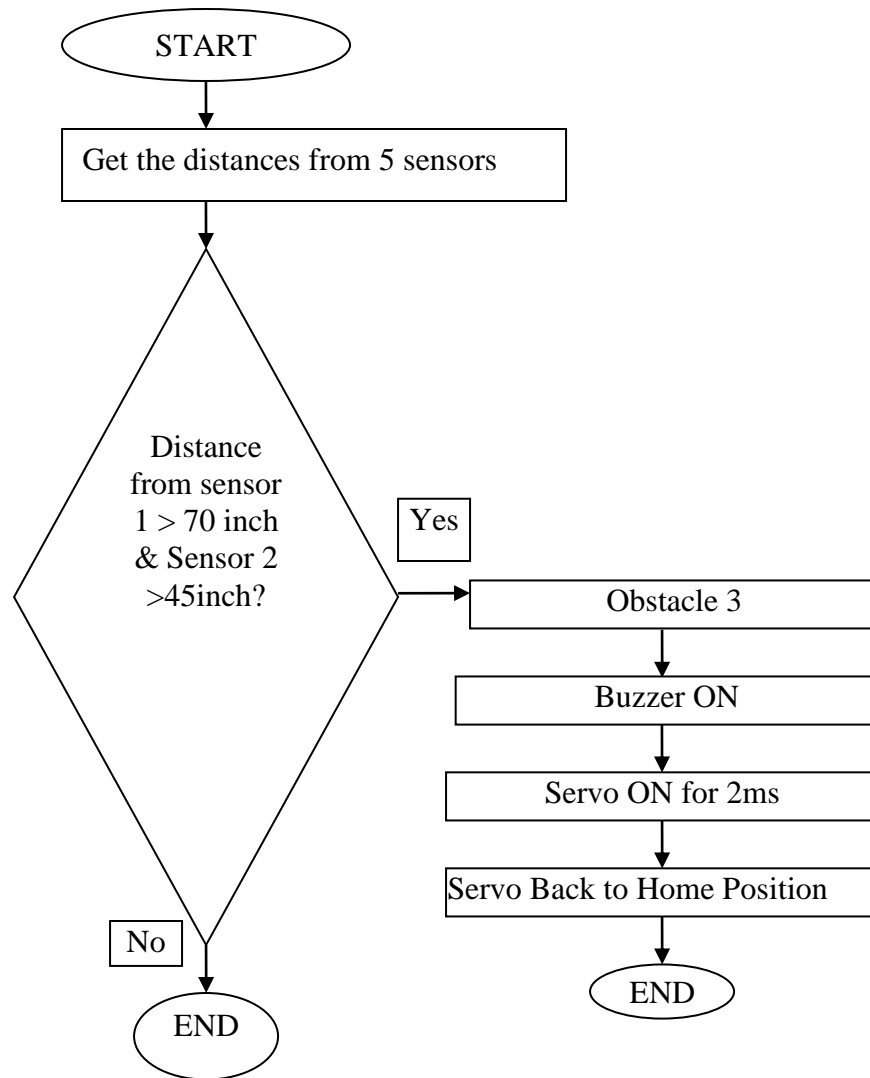 START
Get the distances from 5 sensors
Distance
from sensor
1 > 70 inch
& Sensor 2
>45inch?
Yes
Obstacle 3
Buzzer ON
Servo ON for 2ms
Servo Back to Home Position
END
No
END